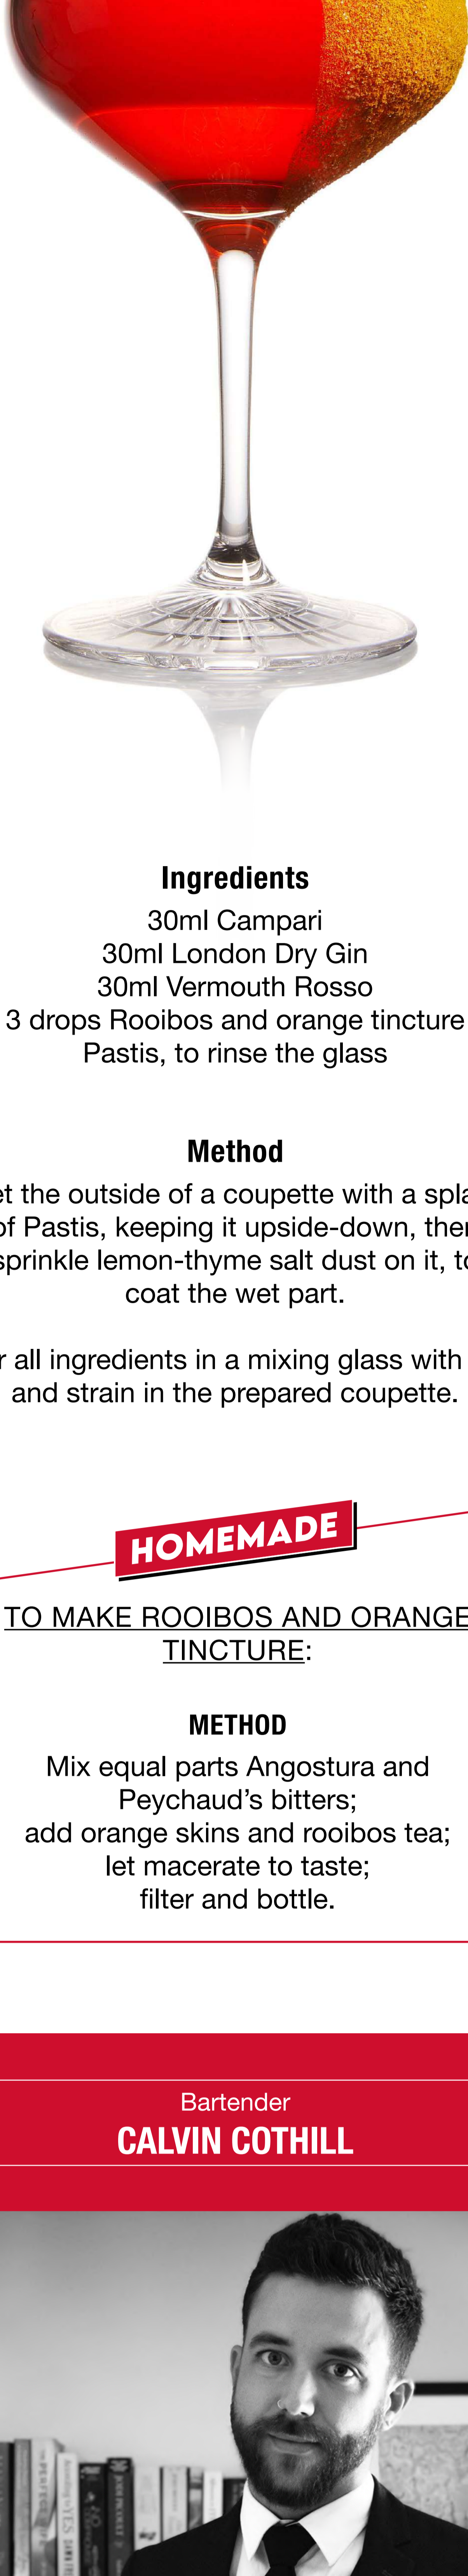 Ingredients
30ml Campari
30ml London Dry Gin
30ml Vermouth Rosso
3 drops Rooibos and orange tincture
Pastis, to rinse the glass
Method
the outside of a coupette with a
of Pastis, keeping it upside-down,
sprinkle lemon-thyme salt dust on it,
coat the wet part.
all ingredients in a mixing glass with
and strain in the prepared coupette.
HOMEMADE
TO MAKE ROOIBOS AND ORANGE
TINCTURE:
METHOD
Mix equal parts Angostura and
Peychaud’s bitters;
add orange skins and rooibos tea;
let macerate to taste;
filter and bottle.
Bartender
CALVIN COTHILL